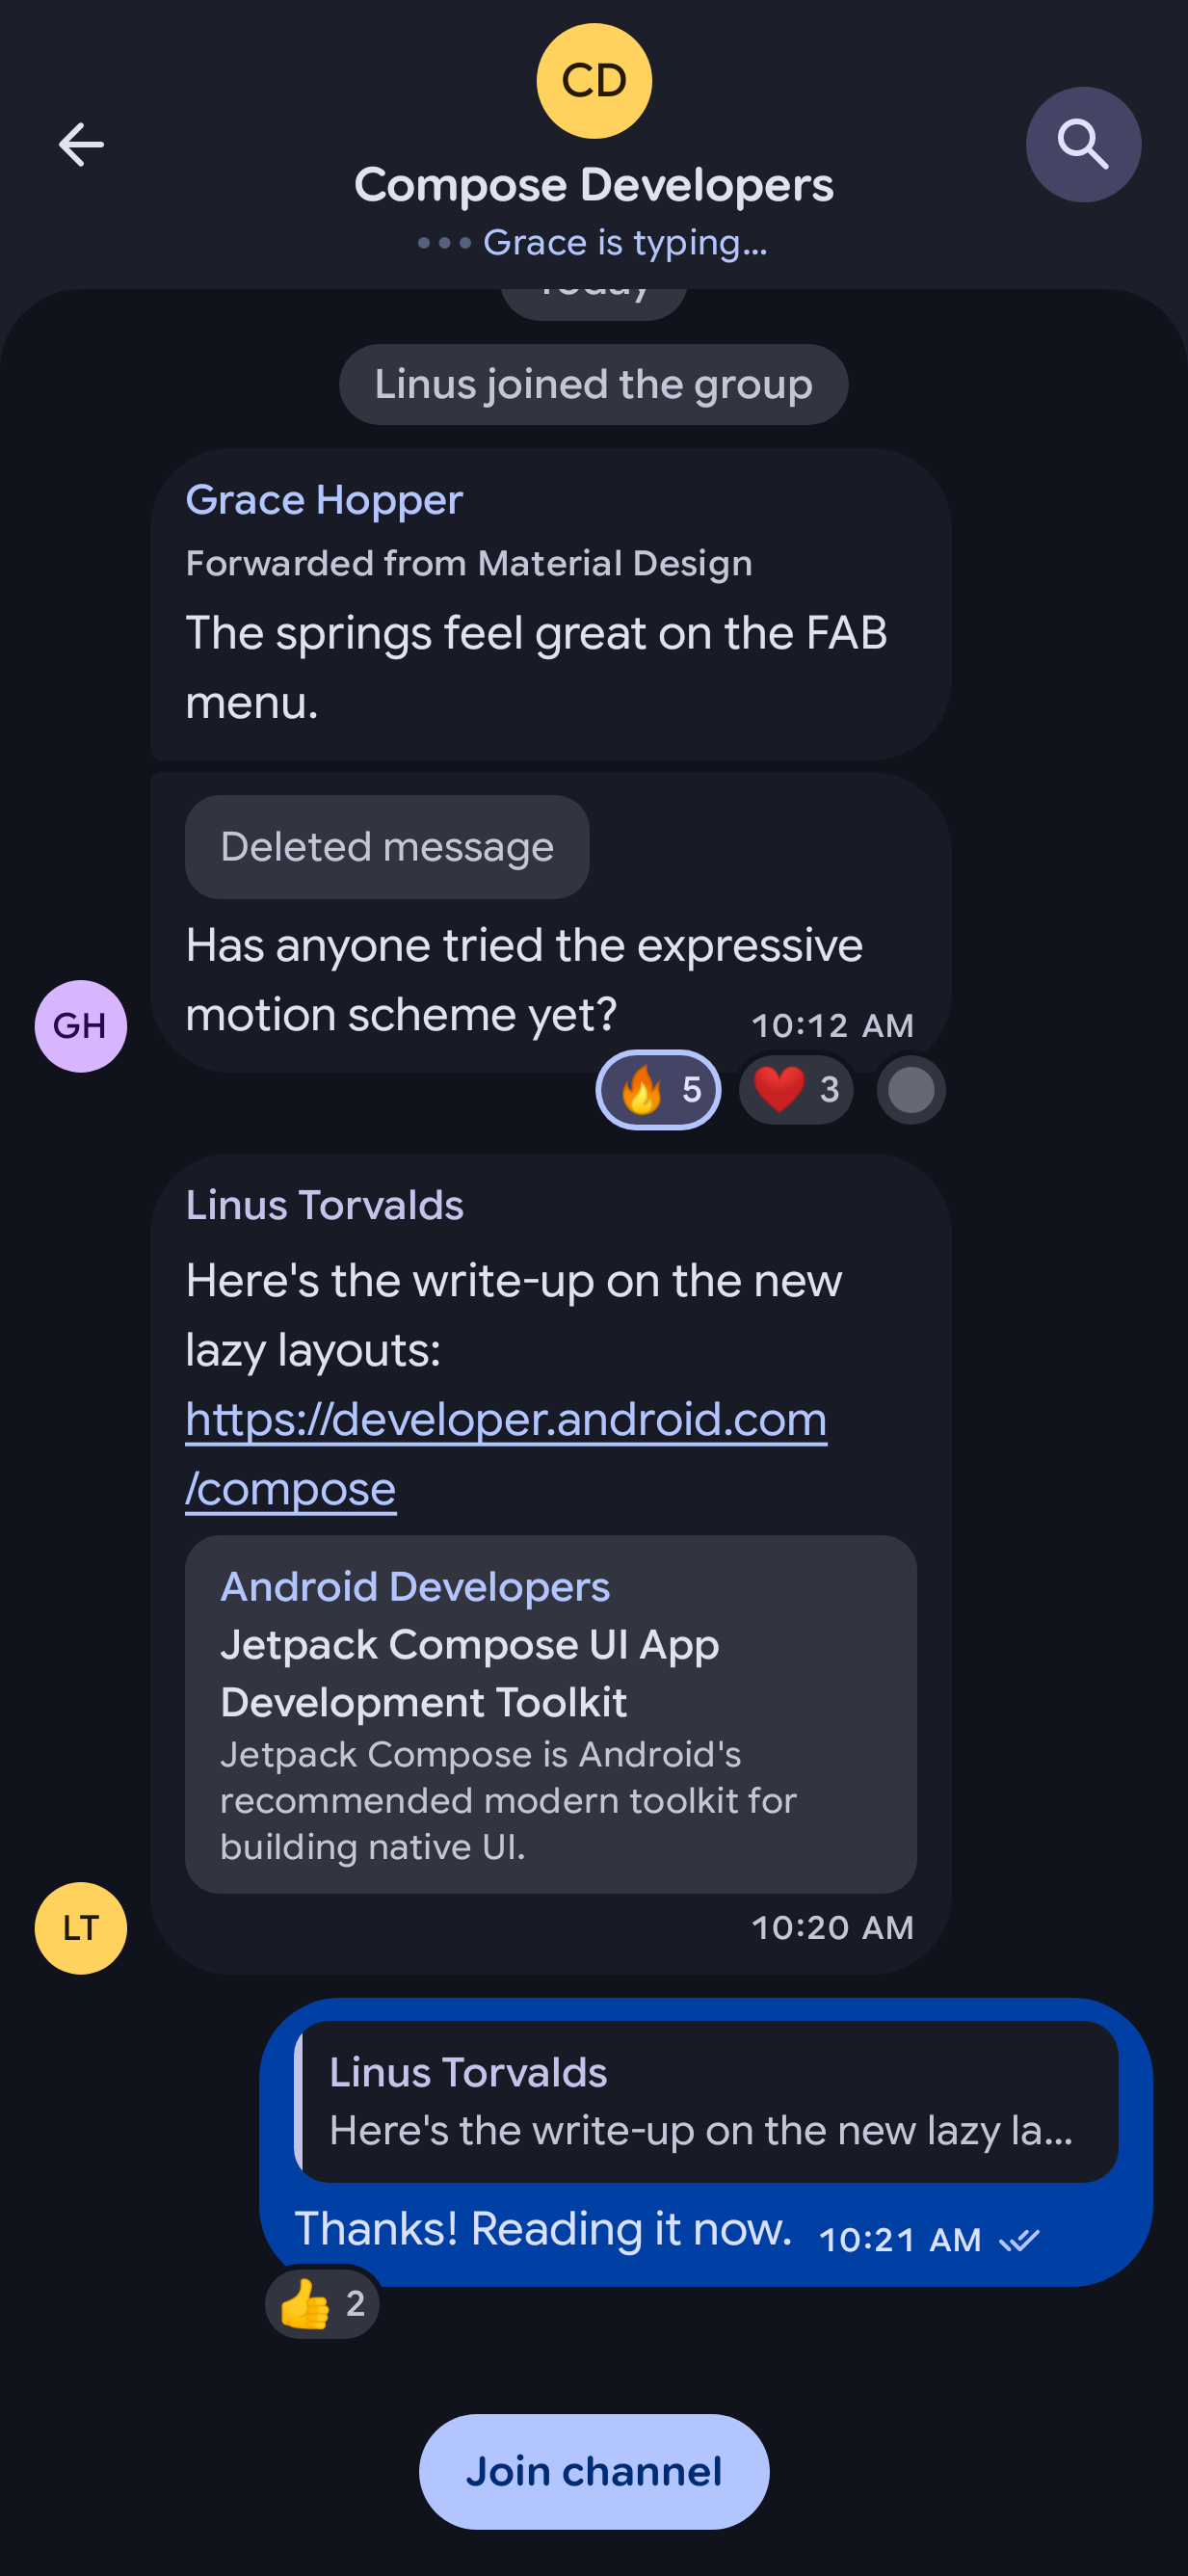 CD
Compose Developers
Grace is typing...
Today
Linus joined the group
Grace Hopper
Forwarded from Material Design
The springs feel great on the FAB
menu.
Deleted message
Has anyone tried the expressive
motion scheme yet?
10:12 AM
GH
5
3
Linus Torvalds
Here's the write-up on the new
lazy layouts:
https://developer.android.com
/compose
Android Developers
Jetpack Compose UI App
Development Toolkit
Jetpack Compose is Android's
recommended modern toolkit for
building native UI.
LT
10:20 AM
Linus Torvalds
Here's the write-up on the new lazy la...
Thanks! Reading it now.
10:21 AM
2
Join channel